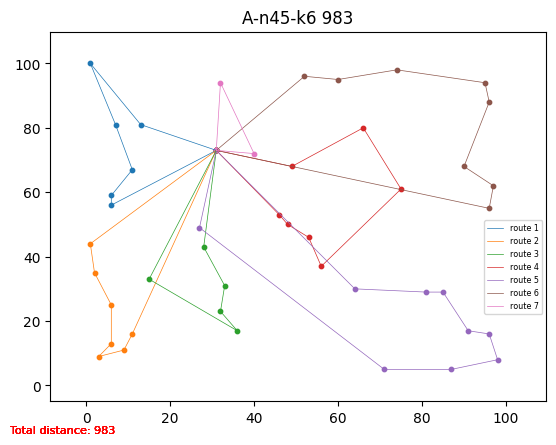 A-n45-k6 983
100
80
60
40
20
0
route 1
route 2
route 3
route 4
route 5
route 6
route 7
0 20 40 60 80 100
Total distance: 983